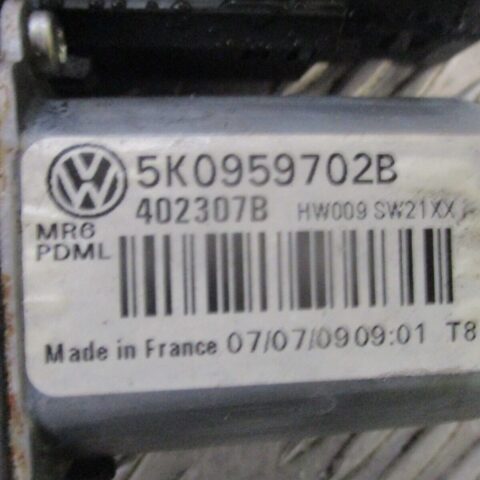 5K0959702B
402307B HW009 SW21XX
MR6
PDML
Made in France 07/07/0909:01 T8